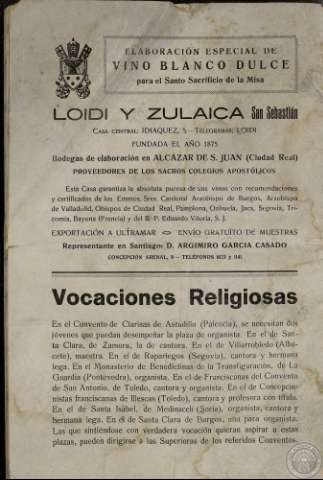 ELABORACIÓN ESPECIAL DE
VINO BLANCO DULCE
para el Santo Sacrificio de la Misa
LOIDI Y ZULAICA San Sebastián
CASA CENTRAL: IDIAQUEZ, 5.—TELEGRAMAS: LOIDI
FUNDADA EL AÑO 1875
Bodegas de elaboración en ALCÁZAR DE S. JUAN (Ciudad Real)
PROVEEDORES DE LOS SACROS COLEGIOS APOSTÓLICOS
Esta Casa garantiza la absoluta pureza de sus vinos con recomendaciones
y certificados de los Emmos. Sres. Cardenal Arzobispo de Burgos, Arzobispo
de Valladolid, Obispos de Ciudad Real, Pamplona, Orihuela, Jaca, Segovia, Tri-
comia, Bayona (Francia) y del R. P. Eduardo Vitoria, S. J.
EXPORTACIÓN A ULTRAMAR ENVÍO GRATUÍTO DE MUESTRAS
Representante en Santiago: D. ARGIMIRO GARCIA CASADO
CONCEPCIÓN ARENAL, 9 — TELÉFONOS
Vocaciones Religiosas
En el Convento de Clarisas de Astudillo (Palencia), se necesitan dos
jóvenes que puedan desempeñar la plaza de organista. En el de San-
ta Clara, de Zamora, la de cantora. En el de Villarrobledo (Alba-
cete), maestra. En el de Rapariegos (Segovia), cantora y hermana
lega. En el Monasterio de Benedictinas de la Transfiguración, de La
Guardia (Pontevedra), organista. En el de Franciscanas del Convento
de San Antonio, de Toledo, cantora y organista. En el de Concepcio-
nistas franciscanas de Illescas (Toledo), cantora y profesora con título.
En el de Santa Isabel, de Medinaceli (Soria), organista, cantora y
hermana lega. En el de Santa Clara de Burgos, una para organista.
Las que sintiéndose con verdadera vocación quieran aspirar a estas
plazas, pueden dirigirse a las Superioras de los referidos Conventos.